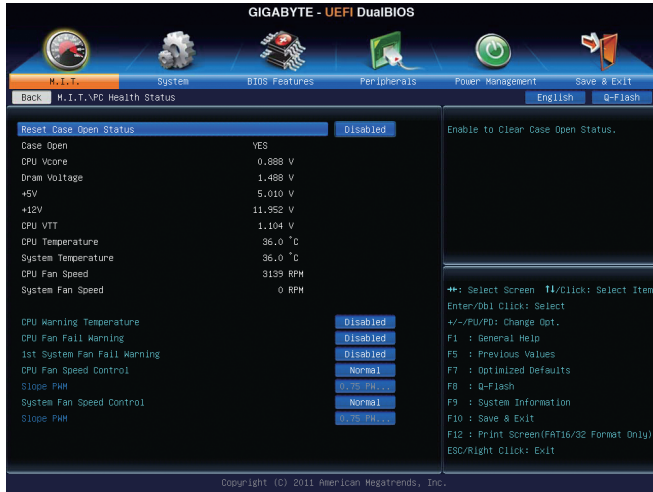 GIGABYTE - UEFI DualBIOS
M.I.T. System BIOS Features Peripherals Power Management Save & Exit
Back M.I.T.\PC Health Status English Q-Flash
Reset Case Open Status Disabled Enable to Clear Case Open Status.
Case Open YES
CPU Vcore 0.888 V
Dram Voltage 1.488 V
+5V 5.010 V
+12V 11.952 V
CPU VTT 1.104 V
CPU Temperature 36.0 °C
System Temperature 36.0 °C
CPU Fan Speed 3139 RPM
System Fan Speed 0 RPM
CPU Warning Temperature Disabled
CPU Fan Fail Warning Disabled
1st System Fan Fail Warning Disabled
CPU Fan Speed Control Normal
Slope PWM 0.75 PW...
System Fan Speed Control Normal
Slope PWM 0.75 PW...
→←: Select Screen ↑↓/Click: Select Item
Enter/Dbl Click: Select
+/-/PU/PD: Change Opt.
F1 : General Help
F5 : Previous Values
F7 : Optimized Defaults
F8 : Q-Flash
F9 : System Information
F10 : Save & Exit
F12 : Print Screen(FAT16/32 Format Only)
ESC/Right Click: Exit
Copyright (C) 2011 American Megatrends, Inc.